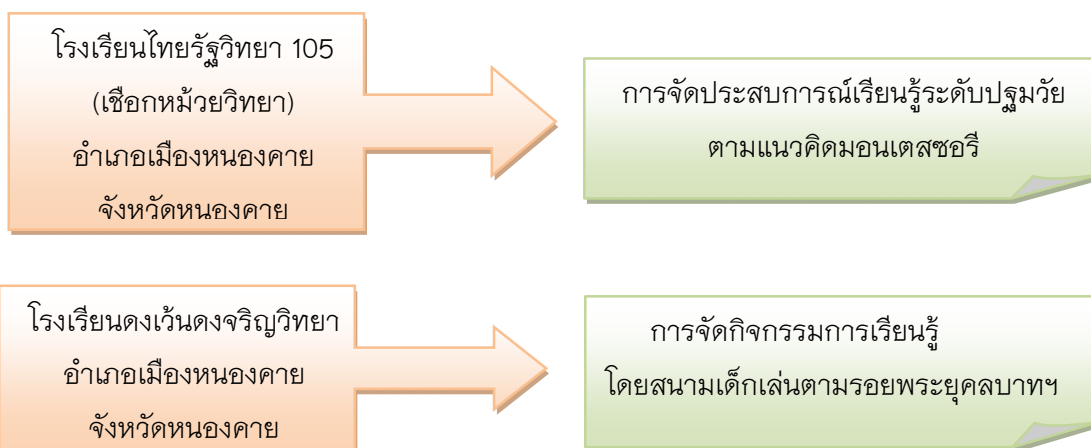 โรงเรียนไทยรัฐวิทยา 105
(เชือกหม้วยวิทยา)
อำเภอเมืองหนองคาย
จังหวัดหนองคาย
การจัดประสบการณ์เรียนรู้ระดับปฐมวัย
ตามแนวคิดมอนเตสซอรี
โรงเรียนดงเว้นดงจริญวิทยา
อำเภอเมืองหนองคาย
จังหวัดหนองคาย
การจัดกิจกรรมการเรียนรู้
โดยสนามเด็กเล่นตามรอยพระยุคลบาทฯ